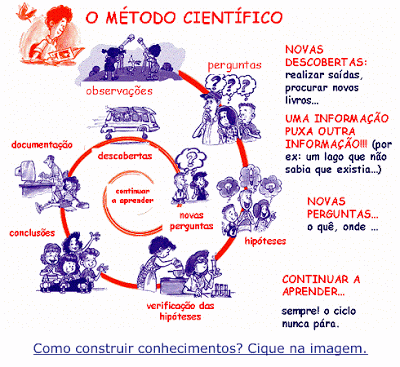 O MÉTODO CIENTÍFICO
observações
perguntas
hipóteses
verificação das
hipóteses
conclusões
documentação
descobertas
novas
perguntas
continuar
a aprender
NOVAS
DESCOBERTAS:
realizar saídas,
procurar novos
livros...
UMA INFORMAÇÃO
PUXA OUTRA
INFORMAÇÃO!!! (por
ex: um lago que não
sabia que existia...)
NOVAS
PERGUNTAS...
o quê, onde ...
CONTINUAR A
APRENDER...
sempre! o ciclo
nunca pára.
Como construir conhecimentos? Cique na imagem.